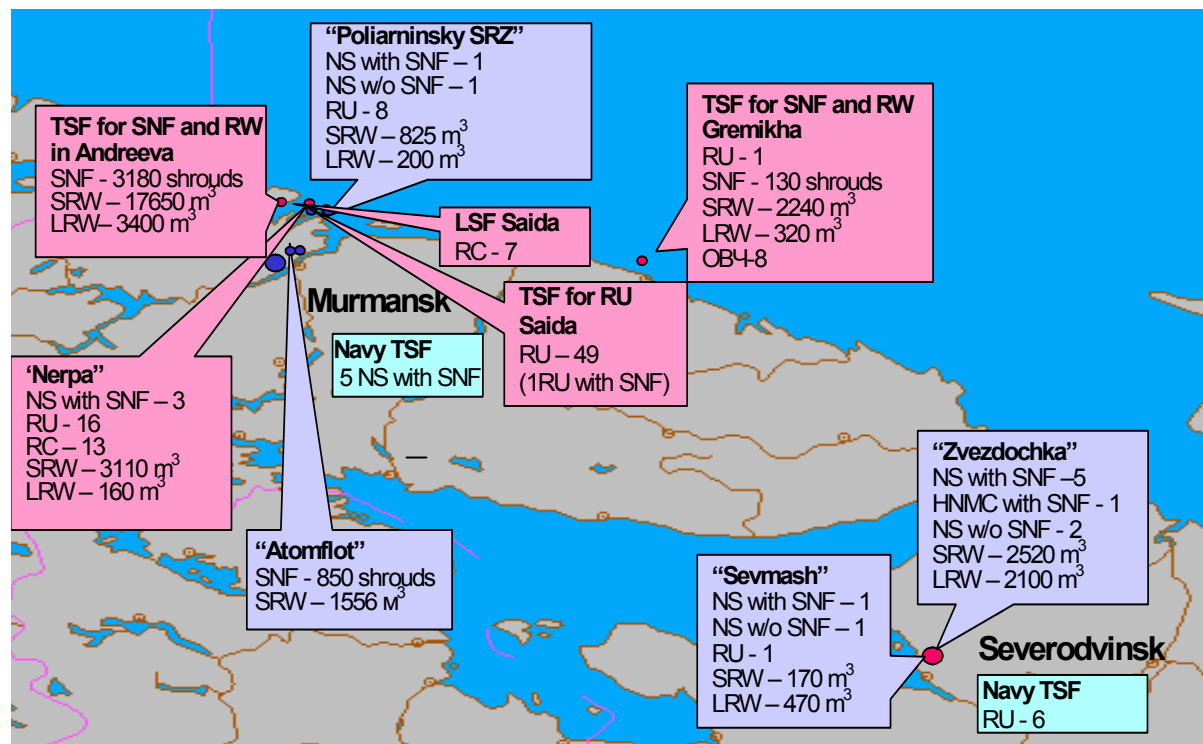 “Poliarninsky SRZ”
NS with SNF – 1
NS w/o SNF – 1
RU - 8
SRW – 825 m³
LRW – 200 m³
TSF for SNF and RW
in Andreeva
SNF - 3180 shrouds
SRW – 17650 m³
LRW– 3400 m³
TSF for SNF and RW
Gremikha
RU - 1
SNF - 130 shrouds
SRW – 2240 m³
LRW – 320 m³
ОВЧ-8
LSF Saida
RC - 7
TSF for RU
Saida
RU – 49
(1RU with SNF)
Murmansk
Navy TSF
5 NS with SNF
‘Nerpa”
NS with SNF – 3
RU - 16
RC – 13
SRW – 3110 m³
LRW – 160 m³
“Atomflot”
SNF - 850 shrouds
SRW – 1556 м³
“Zvezdochka”
NS with SNF –5
HNMC with SNF - 1
NS w/o SNF - 2
SRW – 2520 m³
LRW – 2100 m³
“Sevmash”
NS with SNF – 1
NS w/o SNF – 1
RU - 1
SRW – 170 m³
LRW – 470 m³
Severodvinsk
Navy TSF
RU - 6